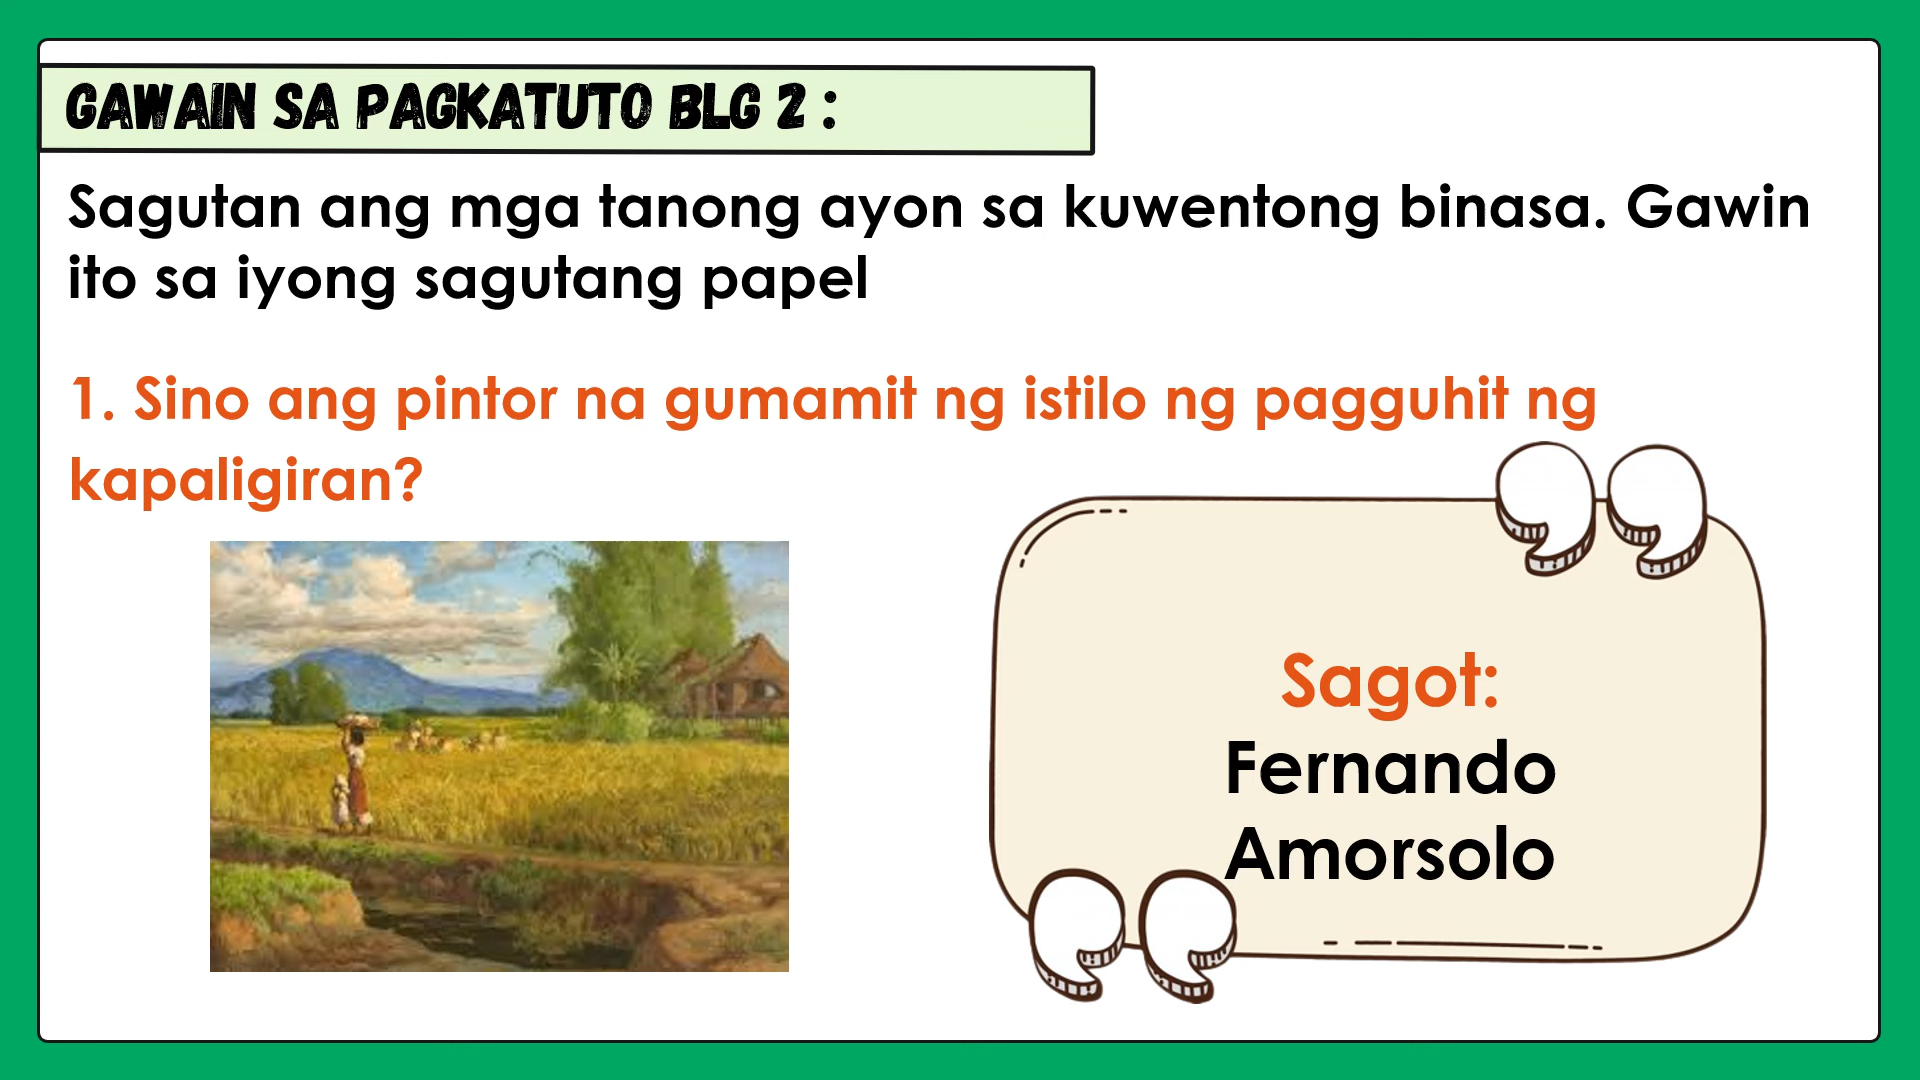 GAWAIN SA PAGKATUTO BLG 2 :
Sagutan ang mga tanong ayon sa kuwentong binasa. Gawin
ito sa iyong sagutang papel
1. Sino ang pintor na gumamit ng istilo ng pagguhit ng
kapaligiran?
Sagot:
Fernando
Amorsolo